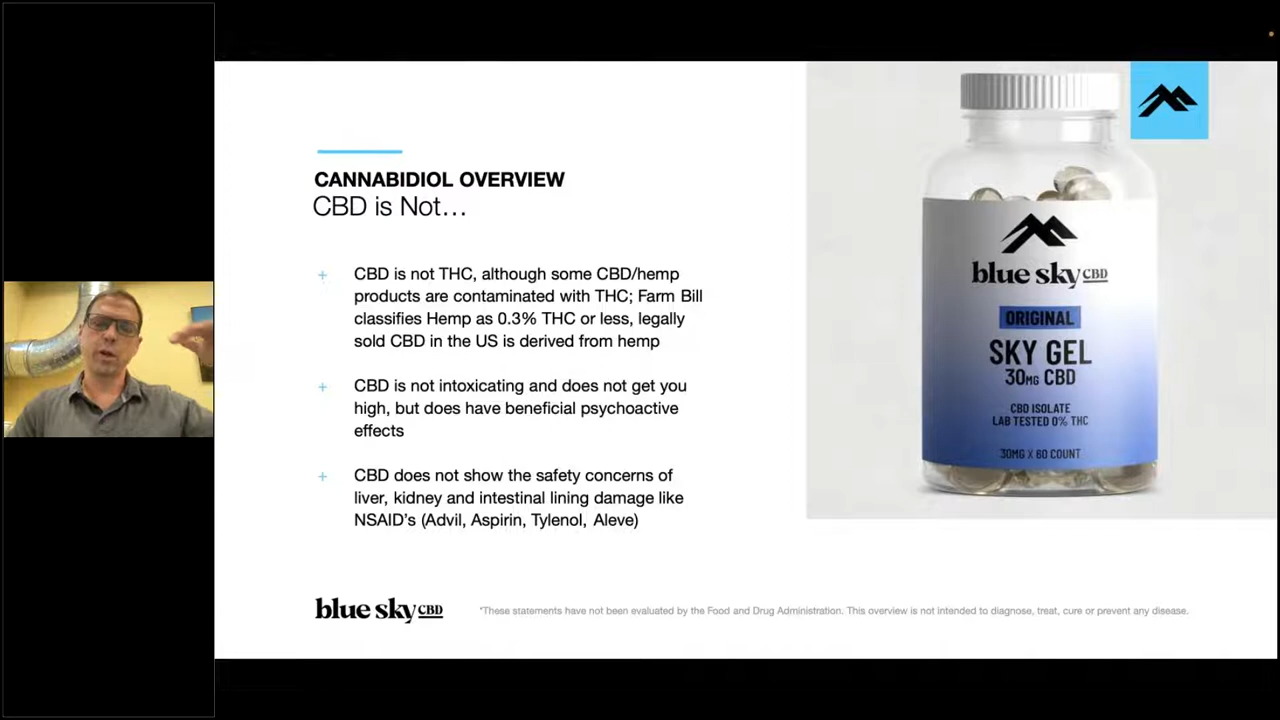 CANNABIDIOL OVERVIEW
CBD is Not…
+ CBD is not THC, although some CBD/hemp
products are contaminated with THC; Farm Bill
classifies Hemp as 0.3% THC or less, legally
sold CBD in the US is derived from hemp
+ CBD is not intoxicating and does not get you
high, but does have beneficial psychoactive
effects
+ CBD does not show the safety concerns of
liver, kidney and intestinal lining damage like
NSAID's (Advil, Aspirin, Tylenol, Aleve)
blue sky CBD
ORIGINAL
SKY GEL
30MG CBD
CBD ISOLATE
LAB TESTED 0% THC
30MG X 60 COUNT
blue sky CBD
*These statements have not been evaluated by the Food and Drug Administration. This overview is not intended to diagnose, treat, cure or prevent any disease.